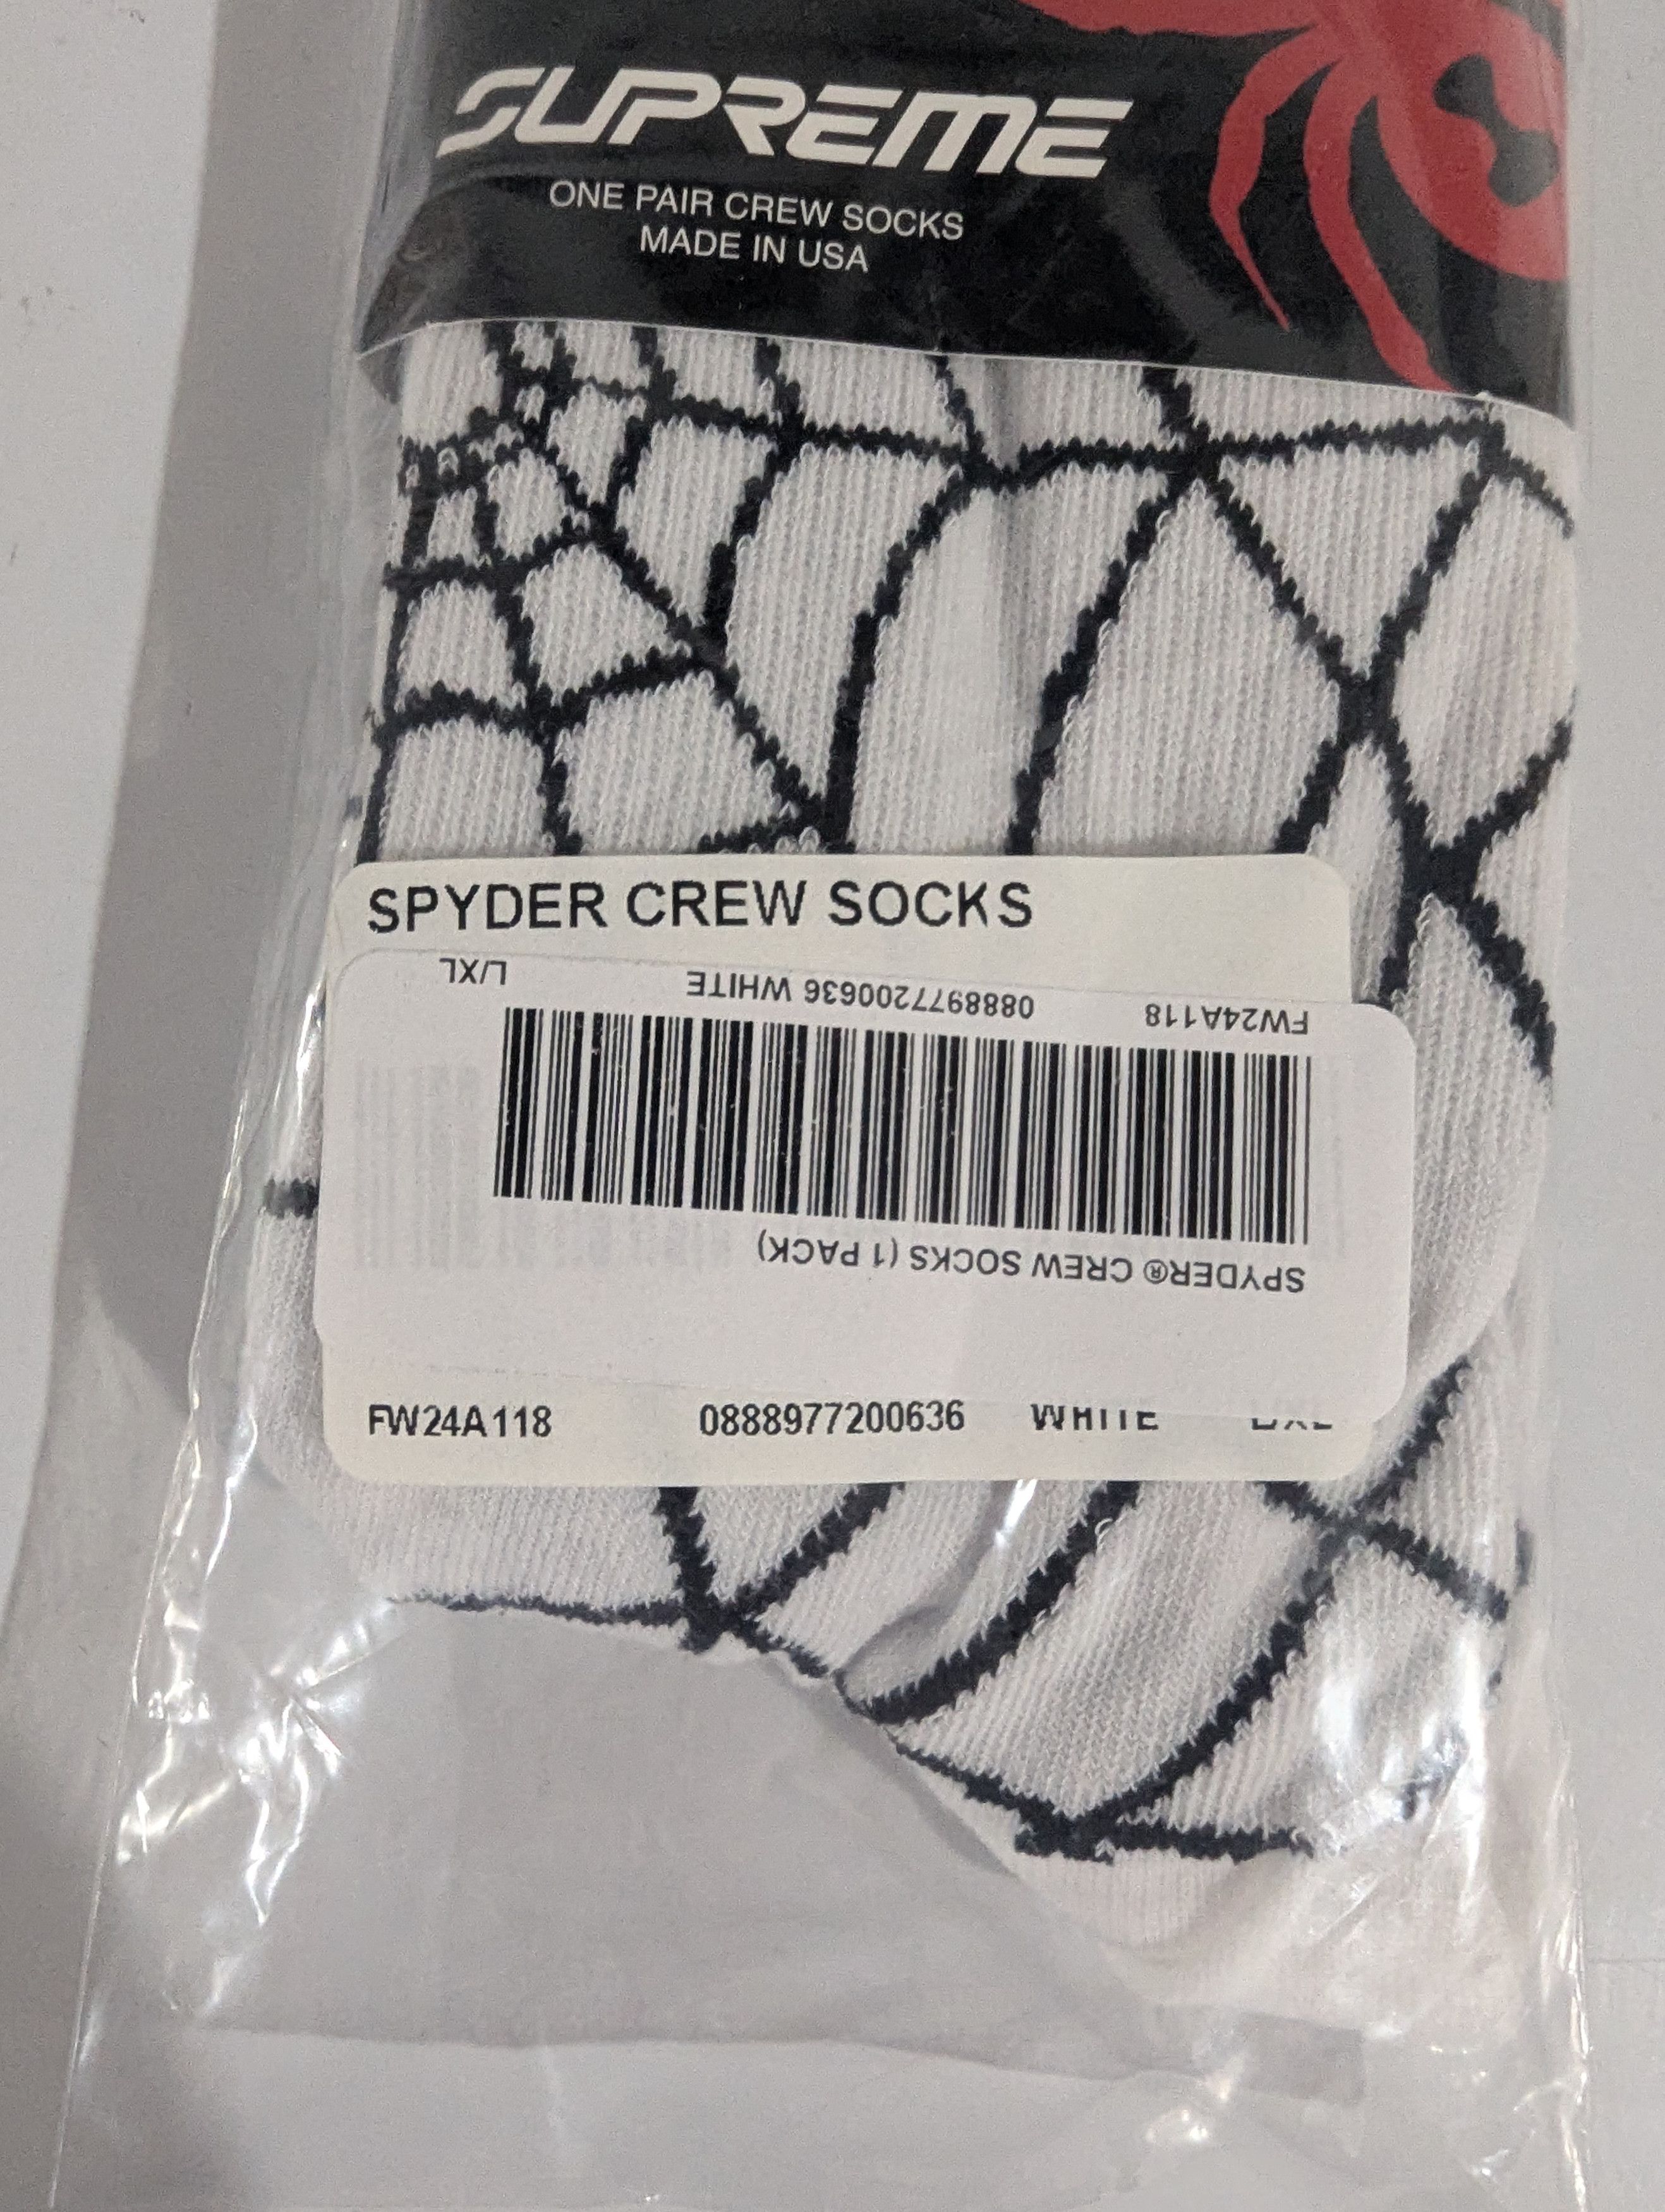 SUPREME
ONE PAIR CREW SOCKS
MADE IN USA
SPYDER CREW SOCKS
SPYDER® CREW SOCKS (1 PACK)
FW24A118 0888977200636 WHITE L/XL
FW24A118 0888977200636 WHITE